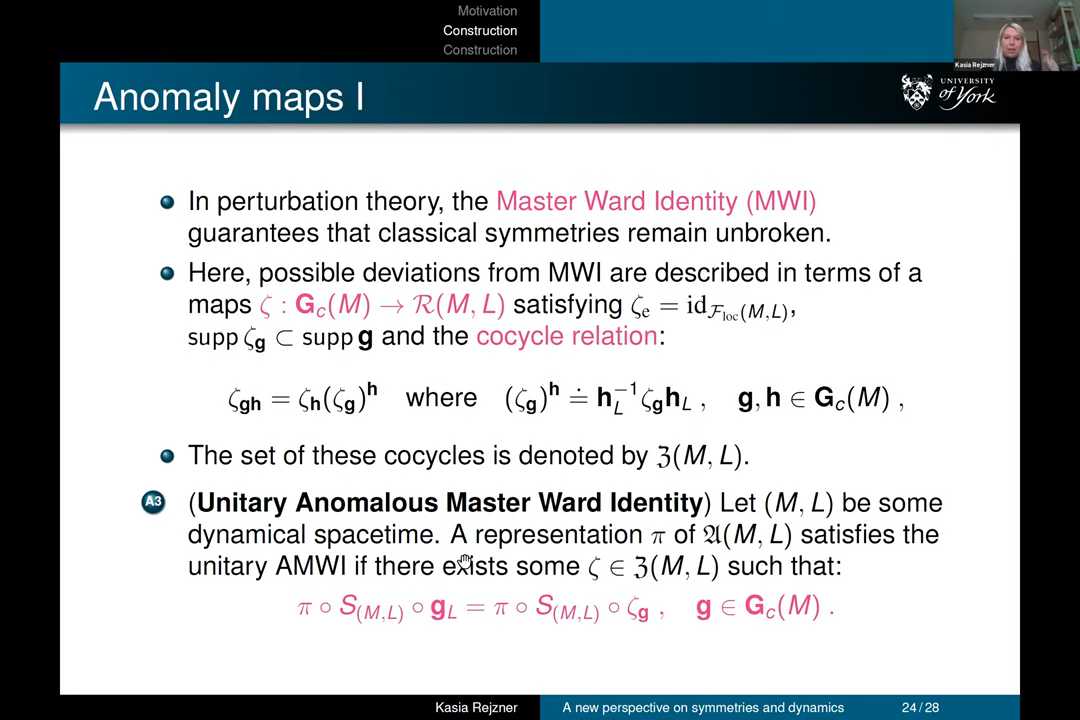 Motivation
Construction
Construction
Kasia Rejzner
Anomaly maps I
UNIVERSITY
of York
In perturbation theory, the Master Ward Identity (MWI)
guarantees that classical symmetries remain unbroken.
Here, possible deviations from MWI are described in terms of a
maps ζ : G_c(M) → ℛ(M, L) satisfying ζ_e = id_{ℱ_loc(M,L)},
supp ζ_g ⊂ supp g and the cocycle relation:
ζ_{gh} = ζ_h(ζ_g)^h where (ζ_g)^h ≐ h_L^{-1} ζ_g h_L , g, h ∈ G_c(M) ,
The set of these cocycles is denoted by ℨ(M, L).
A3 (Unitary Anomalous Master Ward Identity) Let (M, L) be some
dynamical spacetime. A representation π of 𝔄(M, L) satisfies the
unitary AMWI if there exists some ζ ∈ ℨ(M, L) such that:
π ∘ S_{(M,L)} ∘ g_L = π ∘ S_{(M,L)} ∘ ζ_g , g ∈ G_c(M) .
Kasia Rejzner A new perspective on symmetries and dynamics 24 / 28